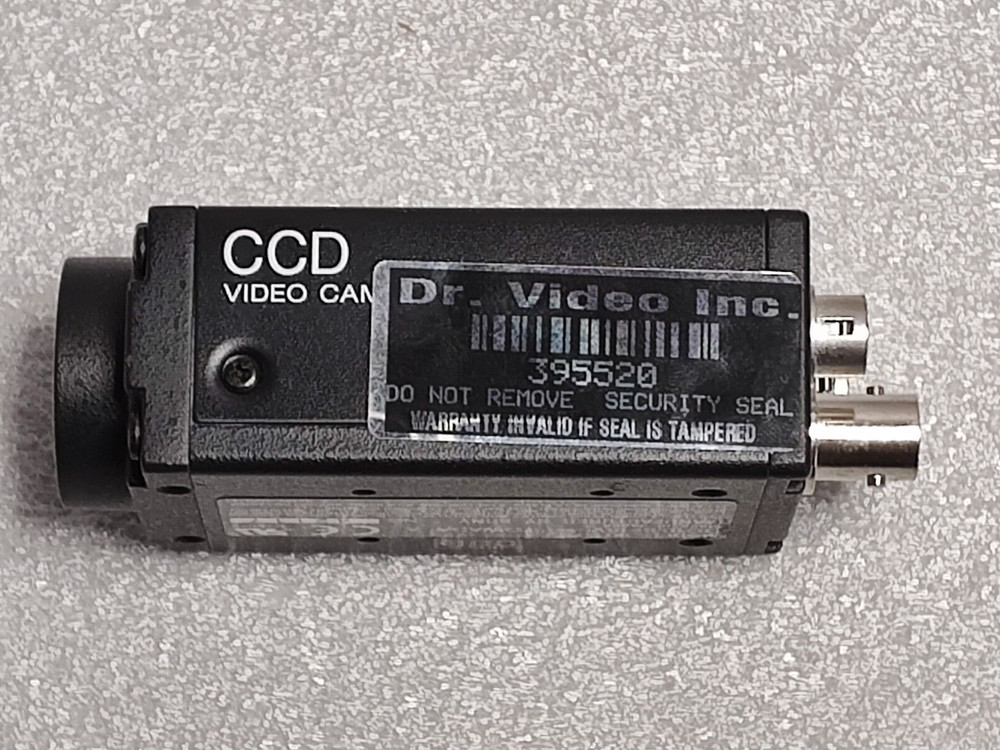 CCD
VIDEO CAM
Dr. Video Inc.
395520
DO NOT REMOVE SECURITY SEAL
WARRANTY INVALID IF SEAL IS TAMPERED